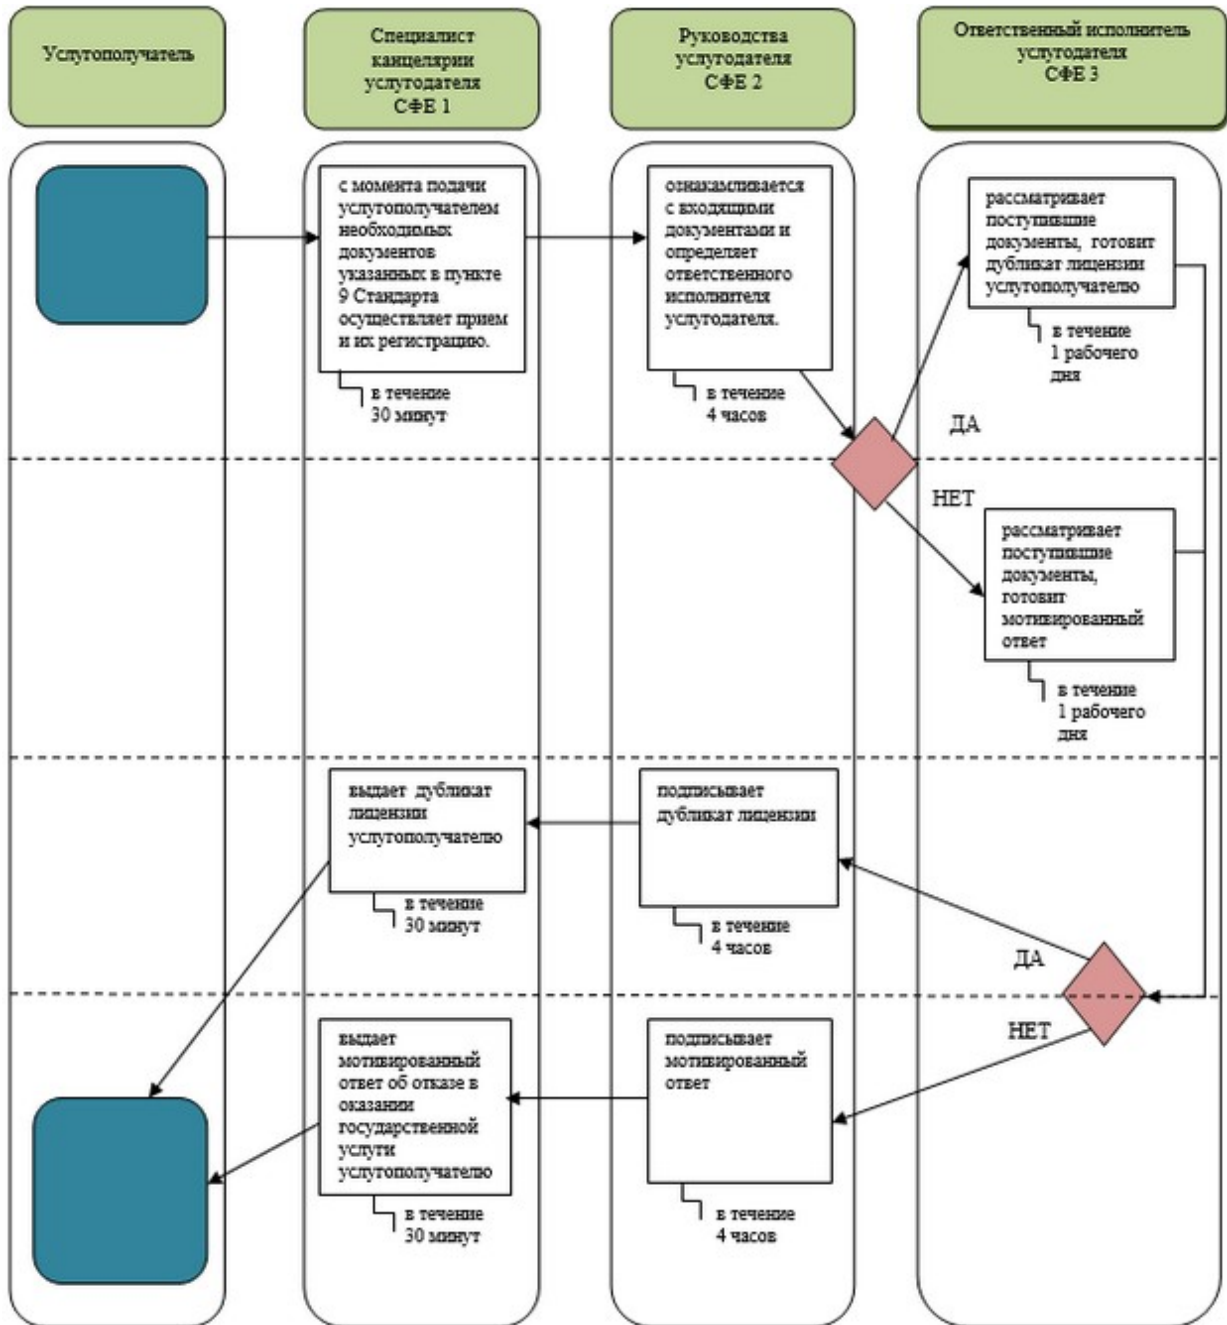 Услугополучатель
Специалист
канцелярии
услугодателя
СФЕ 1
Руководства
услугодателя
СФЕ 2
Ответственный исполнитель
услугодателя
СФЕ 3
с момента подачи
услугополучателем
необходимых
документов
указанных в пункте
9 Стандарта
осуществляет прием
и их регистрацию.
в течение
30 минут
ознакамливается
с входящими
документами и
определяет
ответственного
исполнителя
услугодателя.
в течение
4 часов
рассматривает
поступившие
документы, готовит
дубликат лицензии
услугополучателю
в течение
1 рабочего
дня
ДА
НЕТ
рассматривает
поступившие
документы,
готовит
мотивированный
ответ
в течение
1 рабочего
дня
выдает дубликат
лицензии
услугополучателю
в течение
30 минут
подписывает
дубликат лицензии
в течение
4 часов
ДА
НЕТ
выдает
мотивированный
ответ об отказе в
оказании
государственной
услуги
услугополучателю
в течение
30 минут
подписывает
мотивированный
ответ
в течение
4 часов